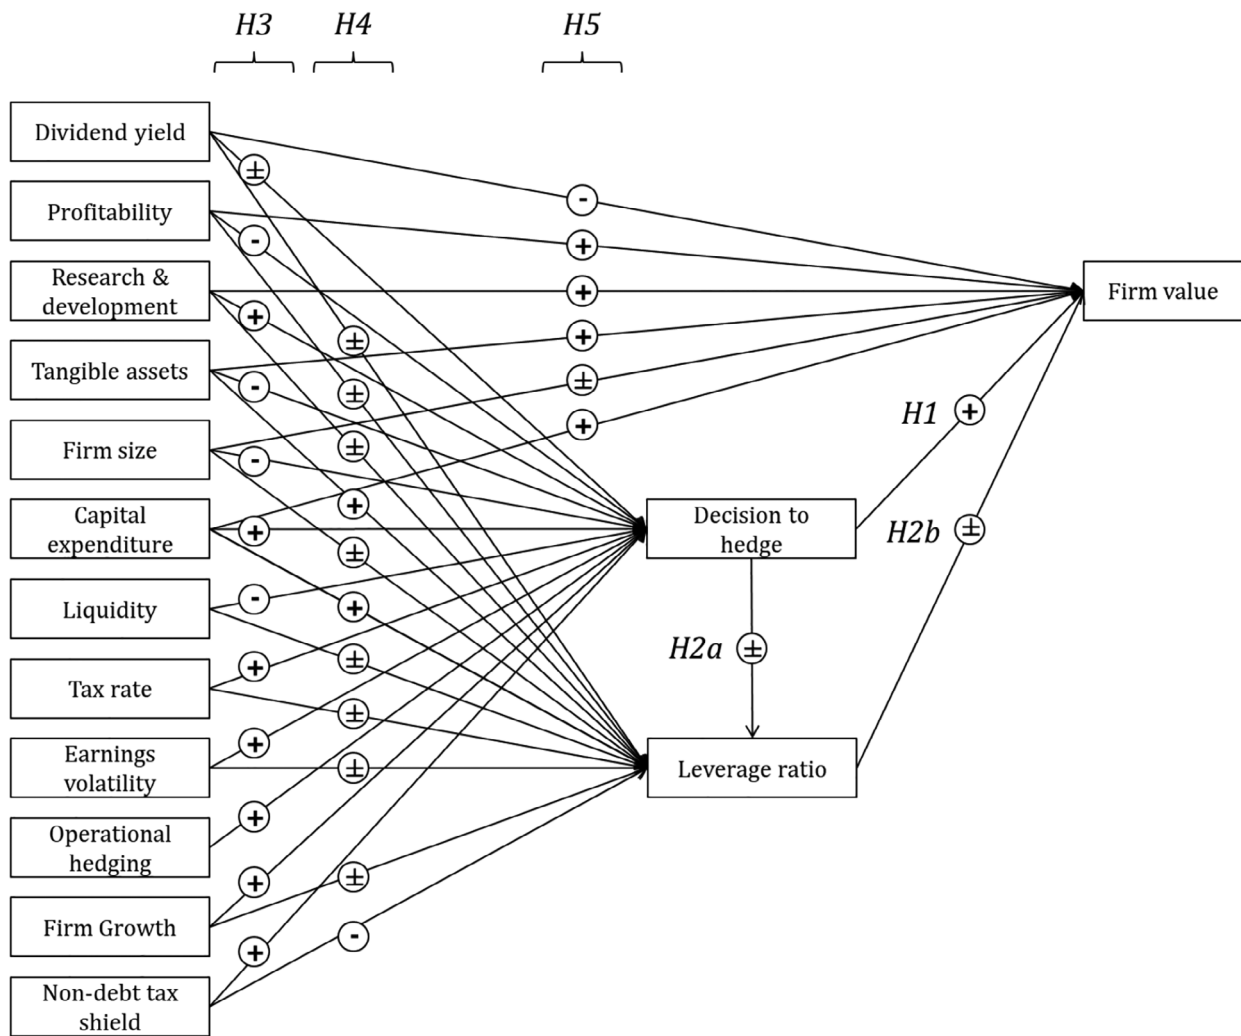 H3
H4
H5
Dividend yield
Profitability
Research &
development
Tangible assets
Firm size
Capital
expenditure
Liquidity
Tax rate
Earnings
volatility
Operational
hedging
Firm Growth
Non-debt tax
shield
±
-
+
-
-
+
-
+
+
+
+
+
±
±
±
+
±
+
±
±
±
±
-
-
+
+
+
±
+
Decision to
hedge
H2a
±
Leverage ratio
H1
+
H2b
±
Firm value